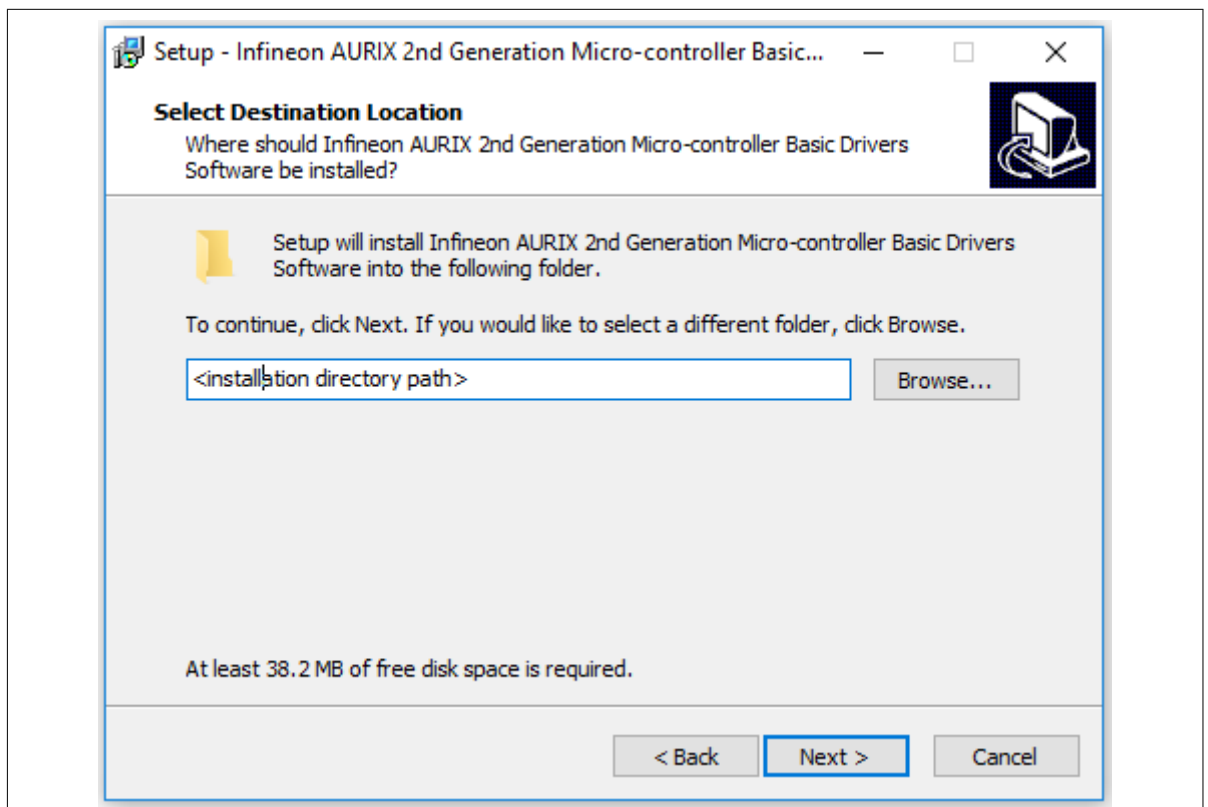 Setup - Infineon AURIX 2nd Generation Micro-controller Basic...
Select Destination Location
Where should Infineon AURIX 2nd Generation Micro-controller Basic Drivers
Software be installed?
Setup will install Infineon AURIX 2nd Generation Micro-controller Basic Drivers
Software into the following folder.
To continue, click Next. If you would like to select a different folder, click Browse.
<installation directory path>
Browse...
At least 38.2 MB of free disk space is required.
< Back
Next >
Cancel